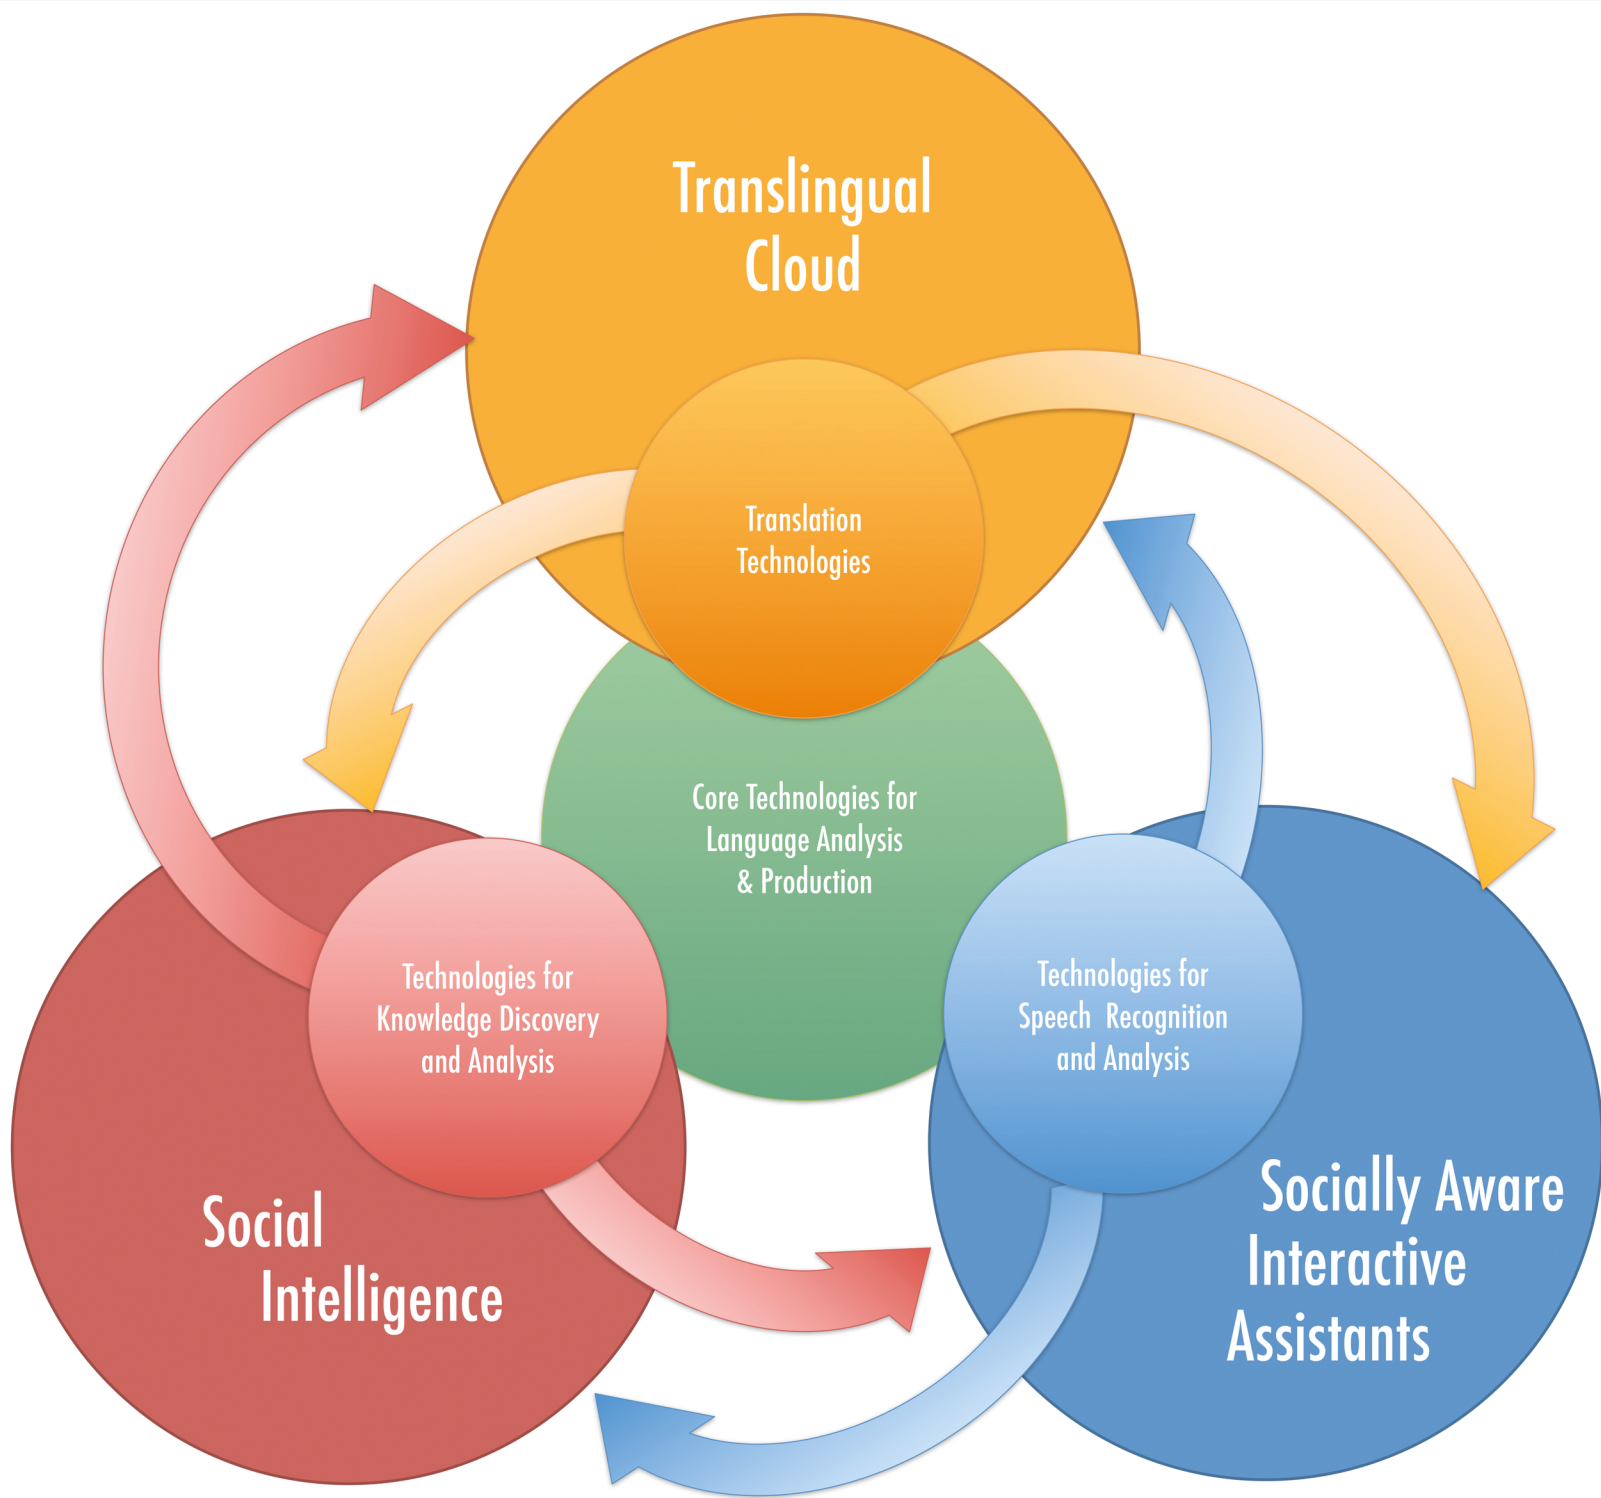 Translingual
Cloud
Translation
Technologies
Core Technologies for
Language Analysis
& Production
Technologies for
Knowledge Discovery
and Analysis
Technologies for
Speech Recognition
and Analysis
Social
Intelligence
Socially Aware
Interactive
Assistants